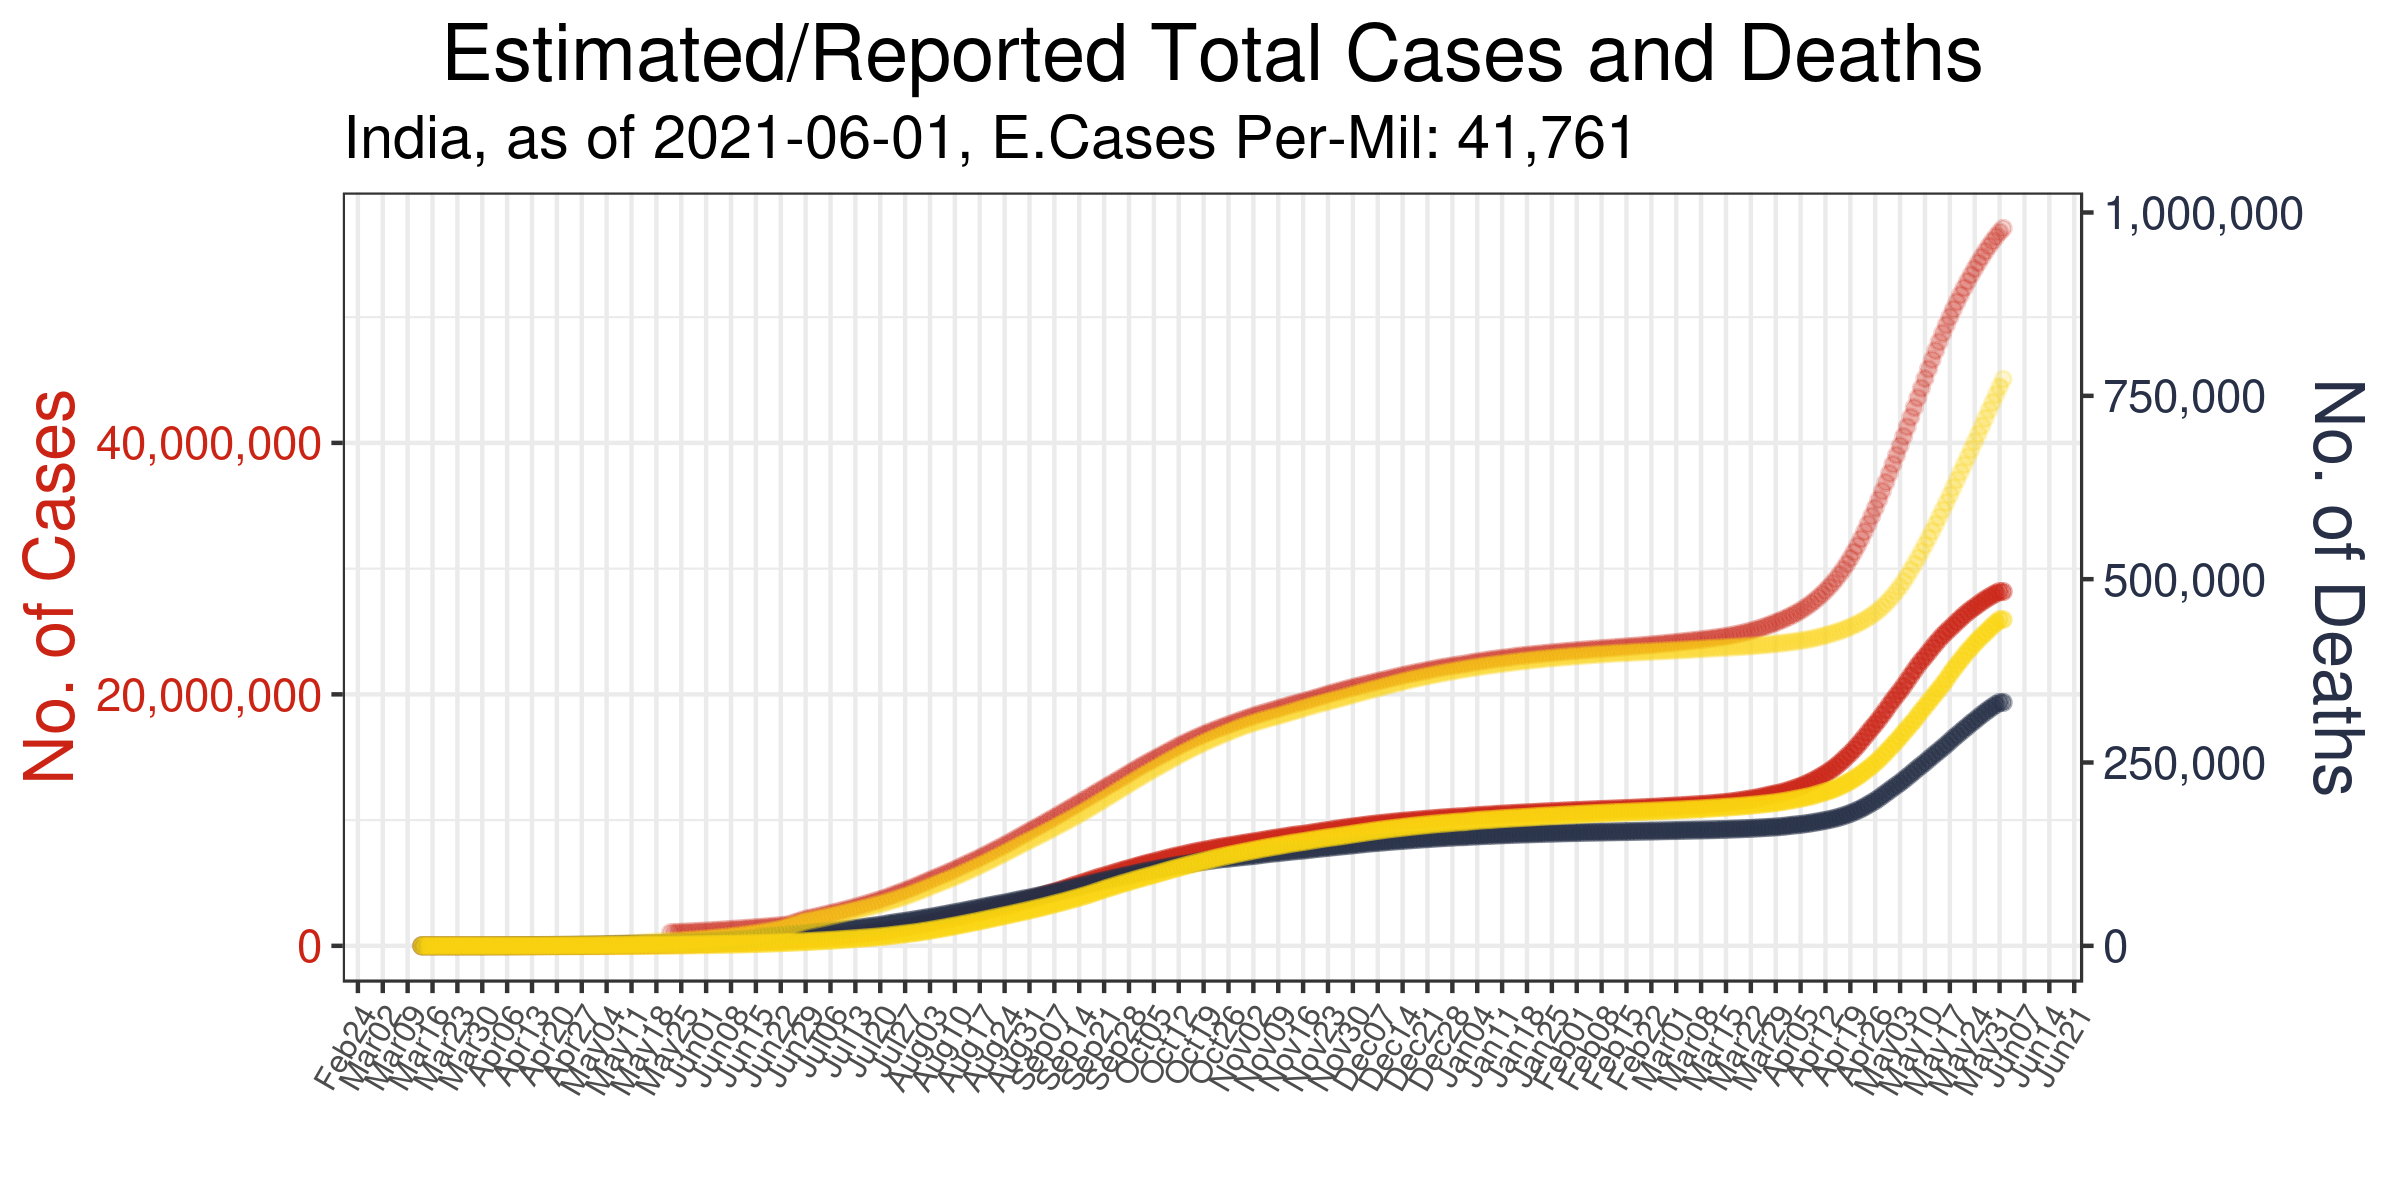 Estimated/Reported Total Cases and Deaths
India, as of 2021-06-01, E.Cases Per-Mil: 41,761
No. of Cases
40,000,000
20,000,000
0
1,000,000
750,000
500,000
250,000
0
No. of Deaths
Feb24
Mar02
Mar09
Mar16
Mar23
Mar30
Apr06
Apr13
Apr20
Apr27
May04
May11
May18
May25
Jun01
Jun08
Jun15
Jun22
Jun29
Jul06
Jul13
Jul20
Jul27
Aug03
Aug10
Aug17
Aug24
Aug31
Sep07
Sep14
Sep21
Sep28
Oct05
Oct12
Oct19
Oct26
Nov02
Nov09
Nov16
Nov23
Nov30
Dec07
Dec14
Dec21
Dec28
Jan04
Jan11
Jan18
Jan25
Feb01
Feb08
Feb15
Feb22
Mar01
Mar08
Mar15
Mar22
Mar29
Apr05
Apr12
Apr19
Apr26
May03
May10
May17
May24
May31
Jun07
Jun14
Jun21